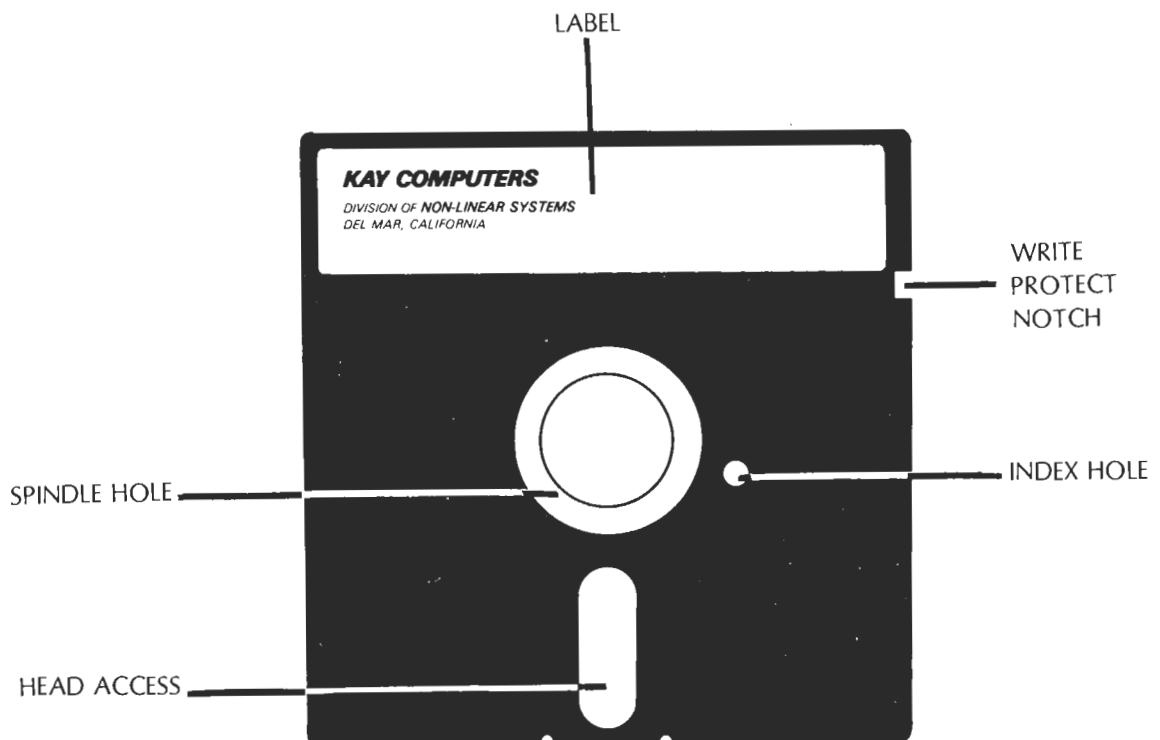 LABEL
KAY COMPUTERS
DIVISION OF NON-LINEAR SYSTEMS
DEL MAR, CALIFORNIA
WRITE
PROTECT
NOTCH
INDEX HOLE
SPINDLE HOLE
HEAD ACCESS